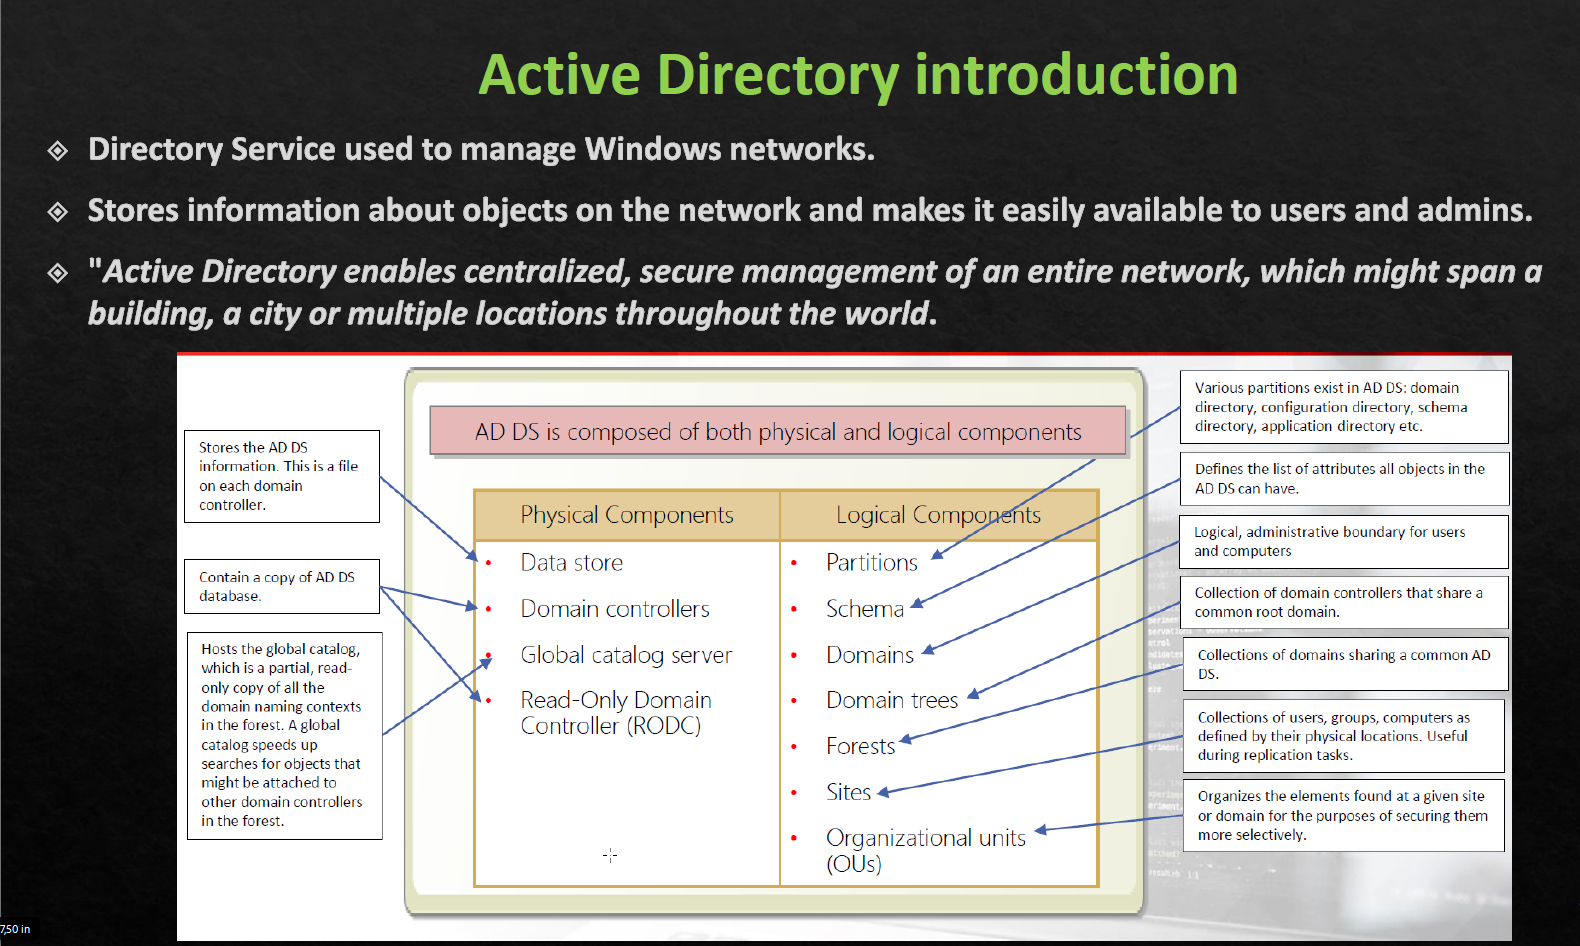 Active Directory introduction
Directory Service used to manage Windows networks.
Stores information about objects on the network and makes it easily available to users and admins.
"Active Directory enables centralized, secure management of an entire network, which might span a
building, a city or multiple locations throughout the world.
AD DS is composed of both physical and logical components
Stores the AD DS
information. This is a file
on each domain
controller.
Contain a copy of AD DS
database.
Hosts the global catalog,
which is a partial, read-
only copy of all the
domain naming contexts
in the forest. A global
catalog speeds up
searches for objects that
might be attached to
other domain controllers
in the forest.
Physical Components
Data store
Domain controllers
Global catalog server
Read-Only Domain
Controller (RODC)
Logical Components
Partitions
Schema
Domains
Domain trees
Forests
Sites
Organizational units
(OUs)
Various partitions exist in AD DS: domain
directory, configuration directory, schema
directory, application directory etc.
Defines the list of attributes all objects in the
AD DS can have.
Logical, administrative boundary for users
and computers
Collection of domain controllers that share a
common root domain.
Collections of domains sharing a common AD
DS.
Collections of users, groups, computers as
defined by their physical locations. Useful
during replication tasks.
Organizes the elements found at a given site
or domain for the purposes of securing them
more selectively.
7,50 in